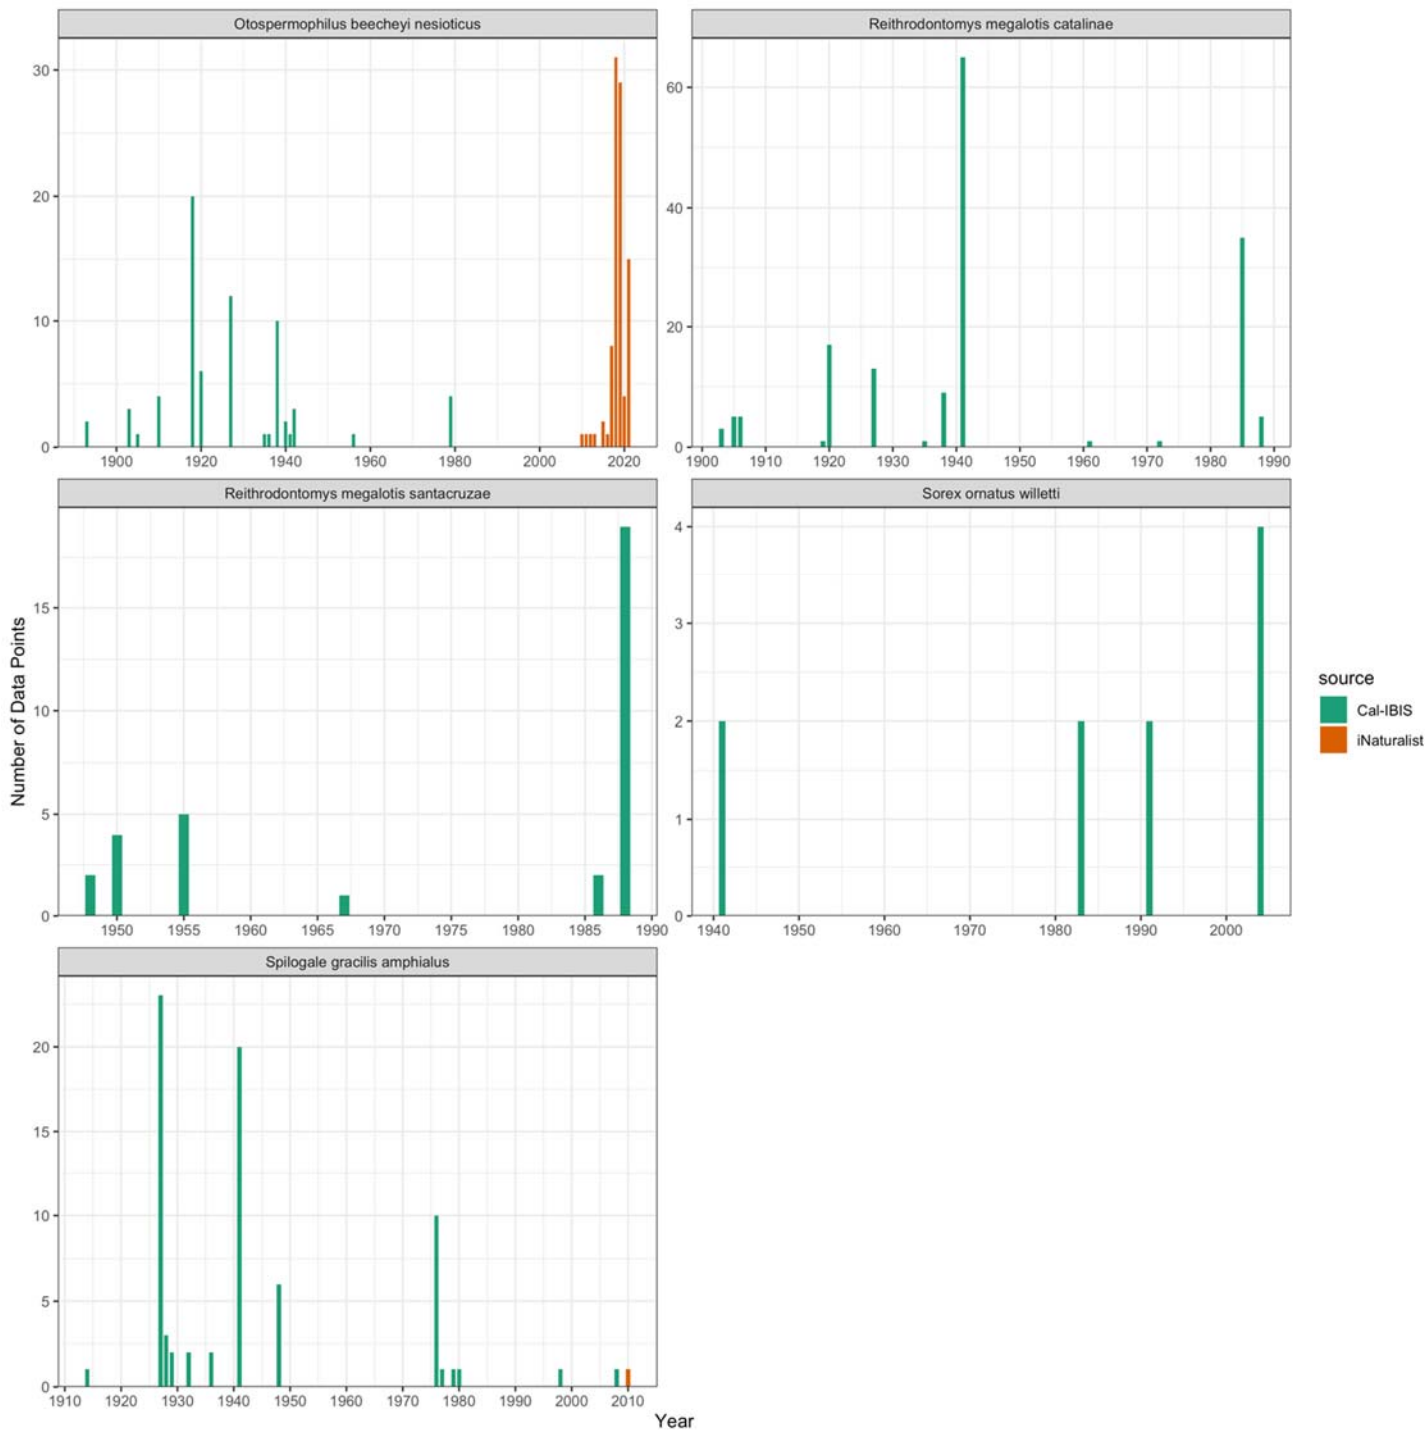 Otospermophilus beecheyi nesioticus
Reithrodontomys megalotis catalinae
30
20
10
0
1900 1920 1940 1960 1980 2000 2020
60
40
20
0
1900 1910 1920 1930 1940 1950 1960 1970 1980 1990
Reithrodontomys megalotis santacruzae
Sorex ornatus willetti
15
10
5
0
1950 1955 1960 1965 1970 1975 1980 1985 1990
4
3
2
1
0
1940 1950 1960 1970 1980 1990 2000
Number of Data Points
source
Cal-IBIS
iNaturalist
Spilogale gracilis amphialus
20
15
10
5
0
1910 1920 1930 1940 1950 1960 1970 1980 1990 2000 2010
Year